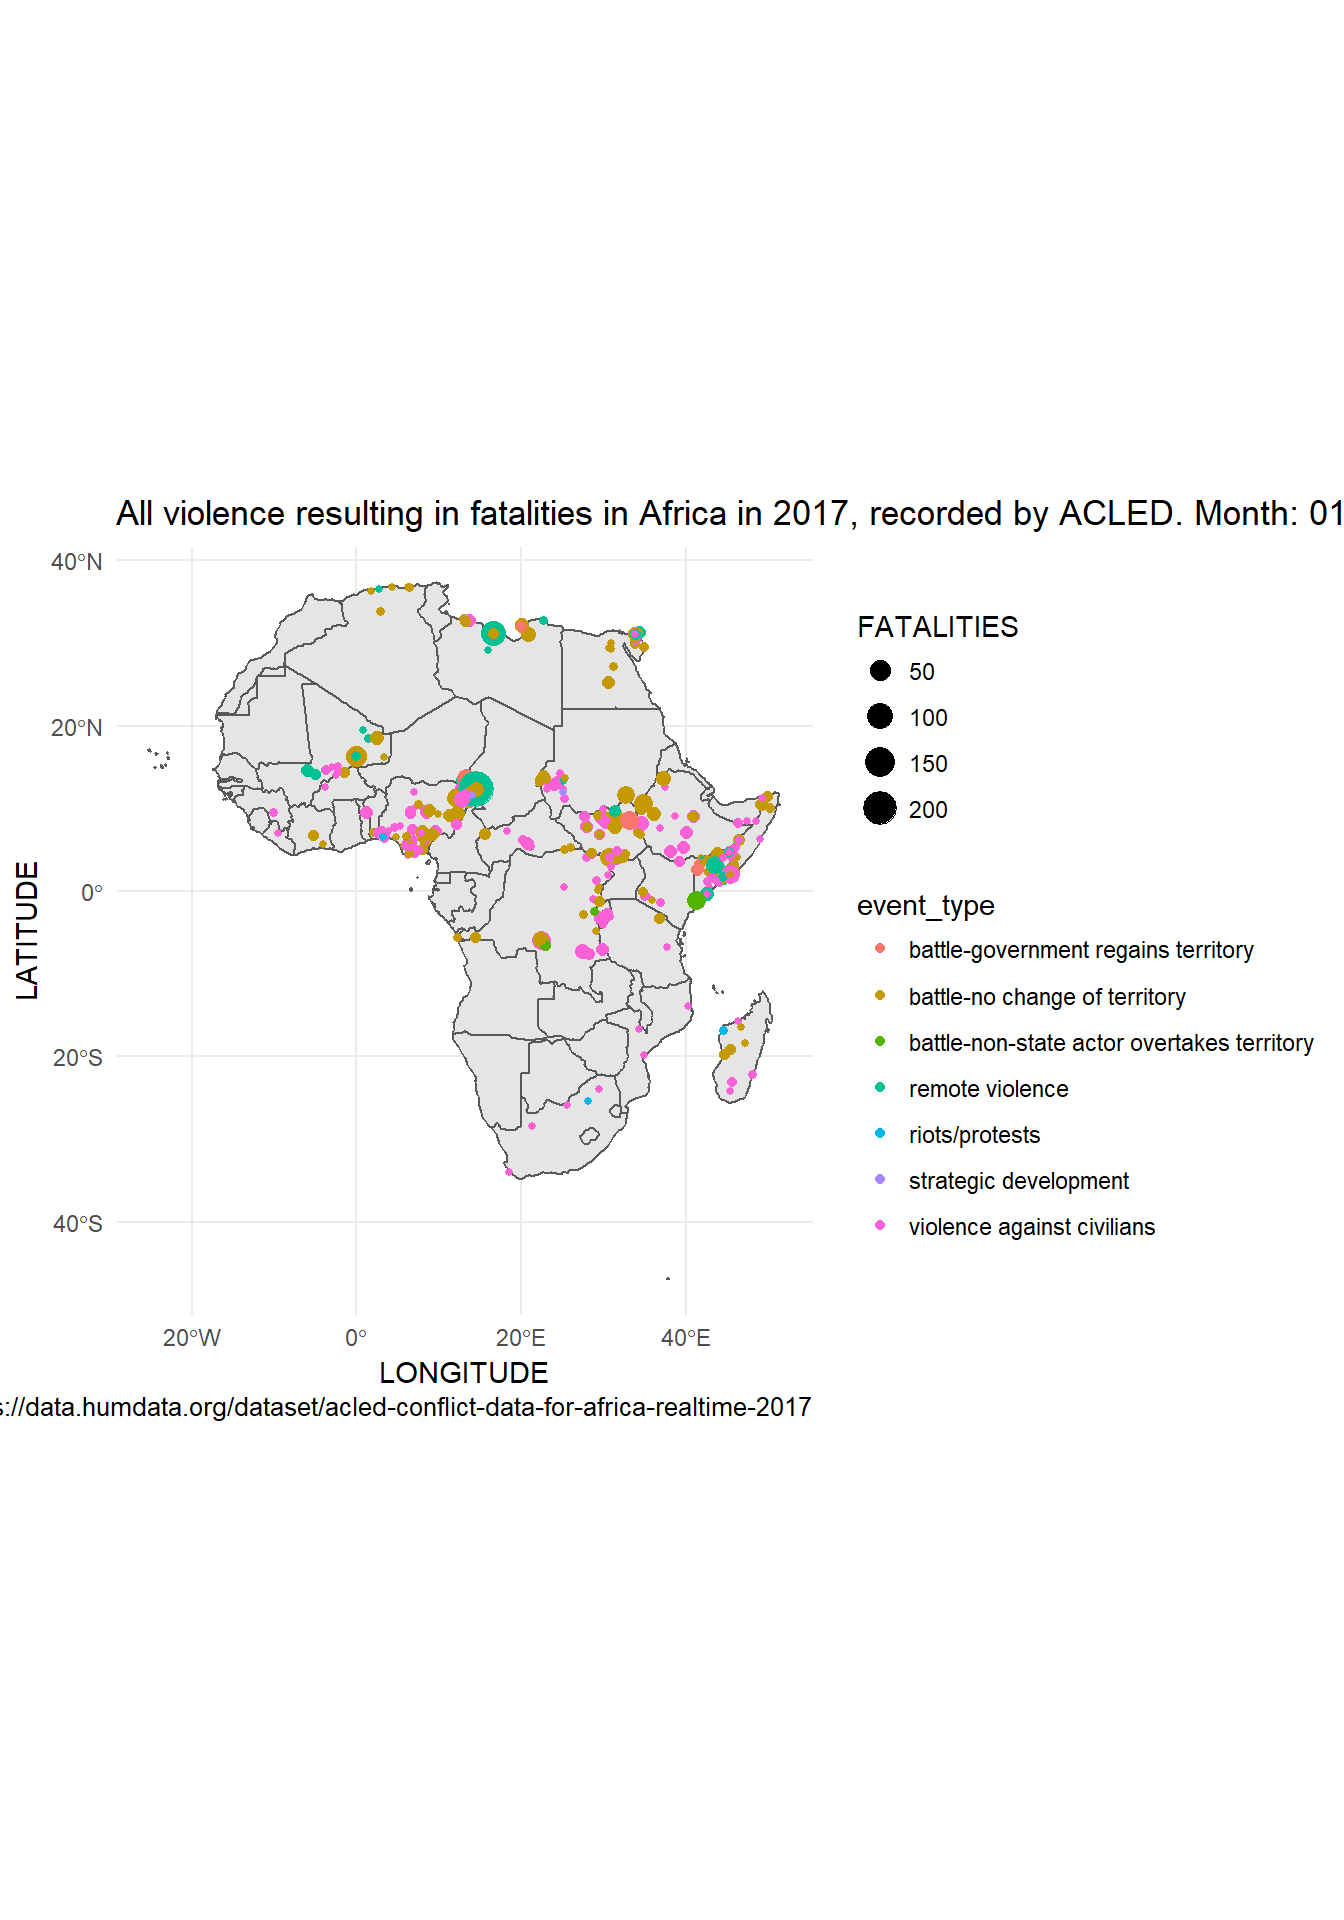 All violence resulting in fatalities in Africa in 2017, recorded by ACLED. Month: 01
40°N
20°N
0°
20°S
40°S
LATITUDE
20°W
0°
20°E
40°E
LONGITUDE
s://data.humdata.org/dataset/acled-conflict-data-for-africa-realtime-2017
FATALITIES
50
100
150
200
event_type
battle-government regains territory
battle-no change of territory
battle-non-state actor overtakes territory
remote violence
riots/protests
strategic development
violence against civilians